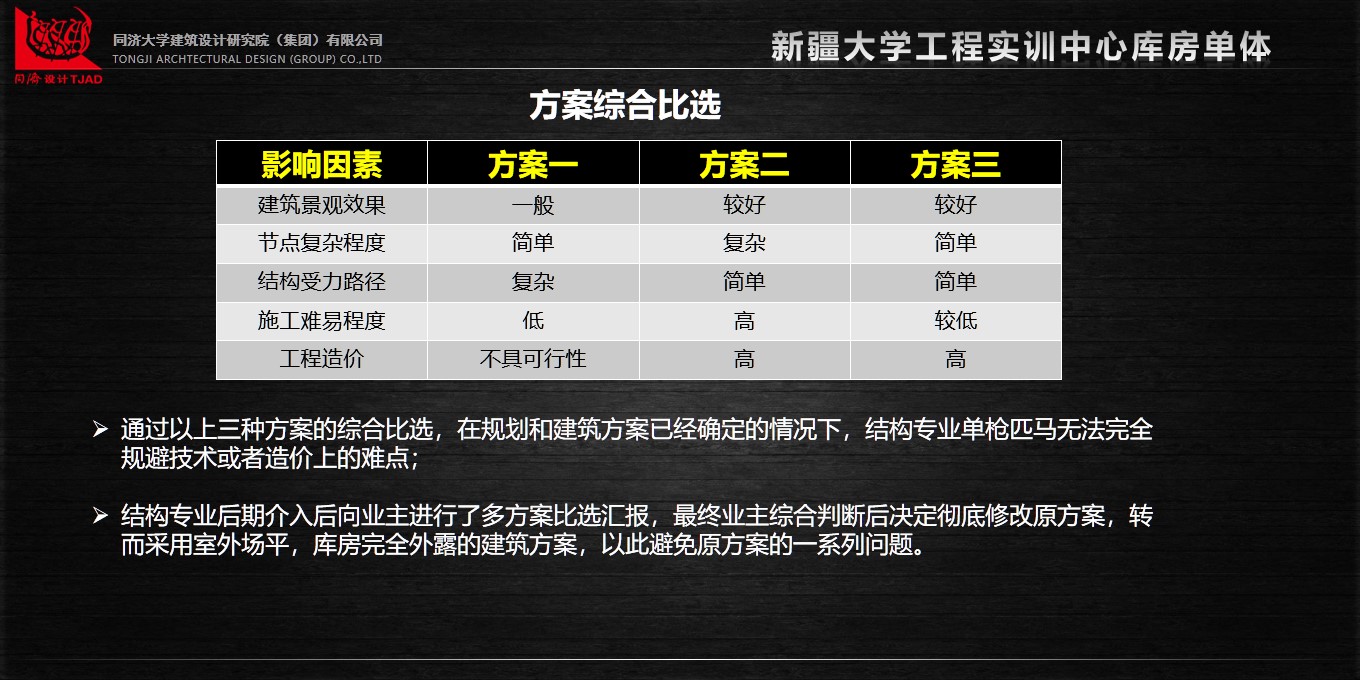 同济大学建筑设计研究院（集团）有限公司
TONGJI ARCHTECTURAL DESIGN (GROUP) CO.,LTD
同济设计TJAD
新疆大学工程实训中心库房单体
方案综合比选
影响因素 方案一 方案二 方案三
建筑景观效果 一般 较好 较好
节点复杂程度 简单 复杂 简单
结构受力路径 复杂 简单 简单
施工难易程度 低 高 较低
工程造价 不具可行性 高 高
➢ 通过以上三种方案的综合比选，在规划和建筑方案已经确定的情况下，结构专业单枪匹马无法完全
规避技术或者造价上的难点；
➢ 结构专业后期介入后向业主进行了多方案比选汇报，最终业主综合判断后决定彻底修改原方案，转
而采用室外场平，库房完全外露的建筑方案，以此避免原方案的一系列问题。